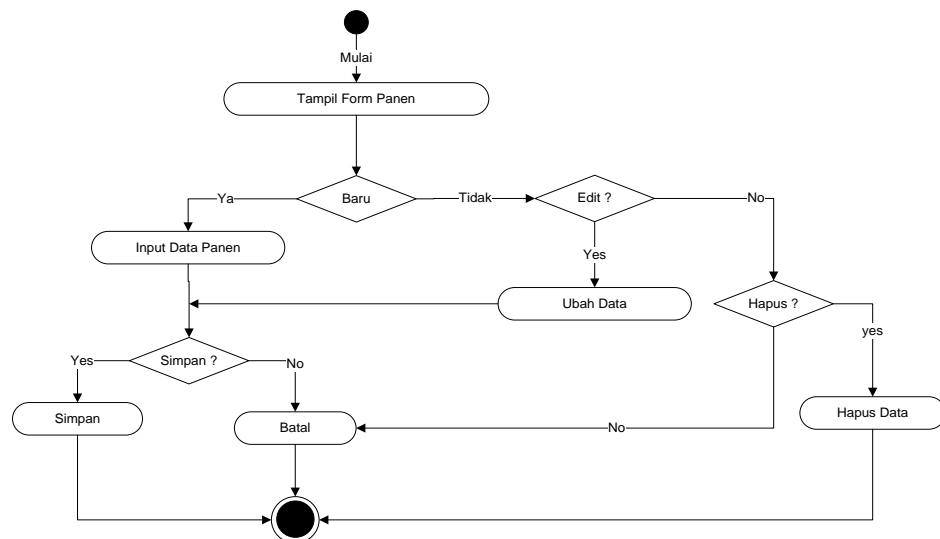 Mulai
Tampil Form Panen
Ya
Baru
Tidak
Edit ?
No
Input Data Panen
Yes
Ubah Data
Hapus ?
yes
Yes
Simpan ?
No
Simpan
Batal
No
Hapus Data